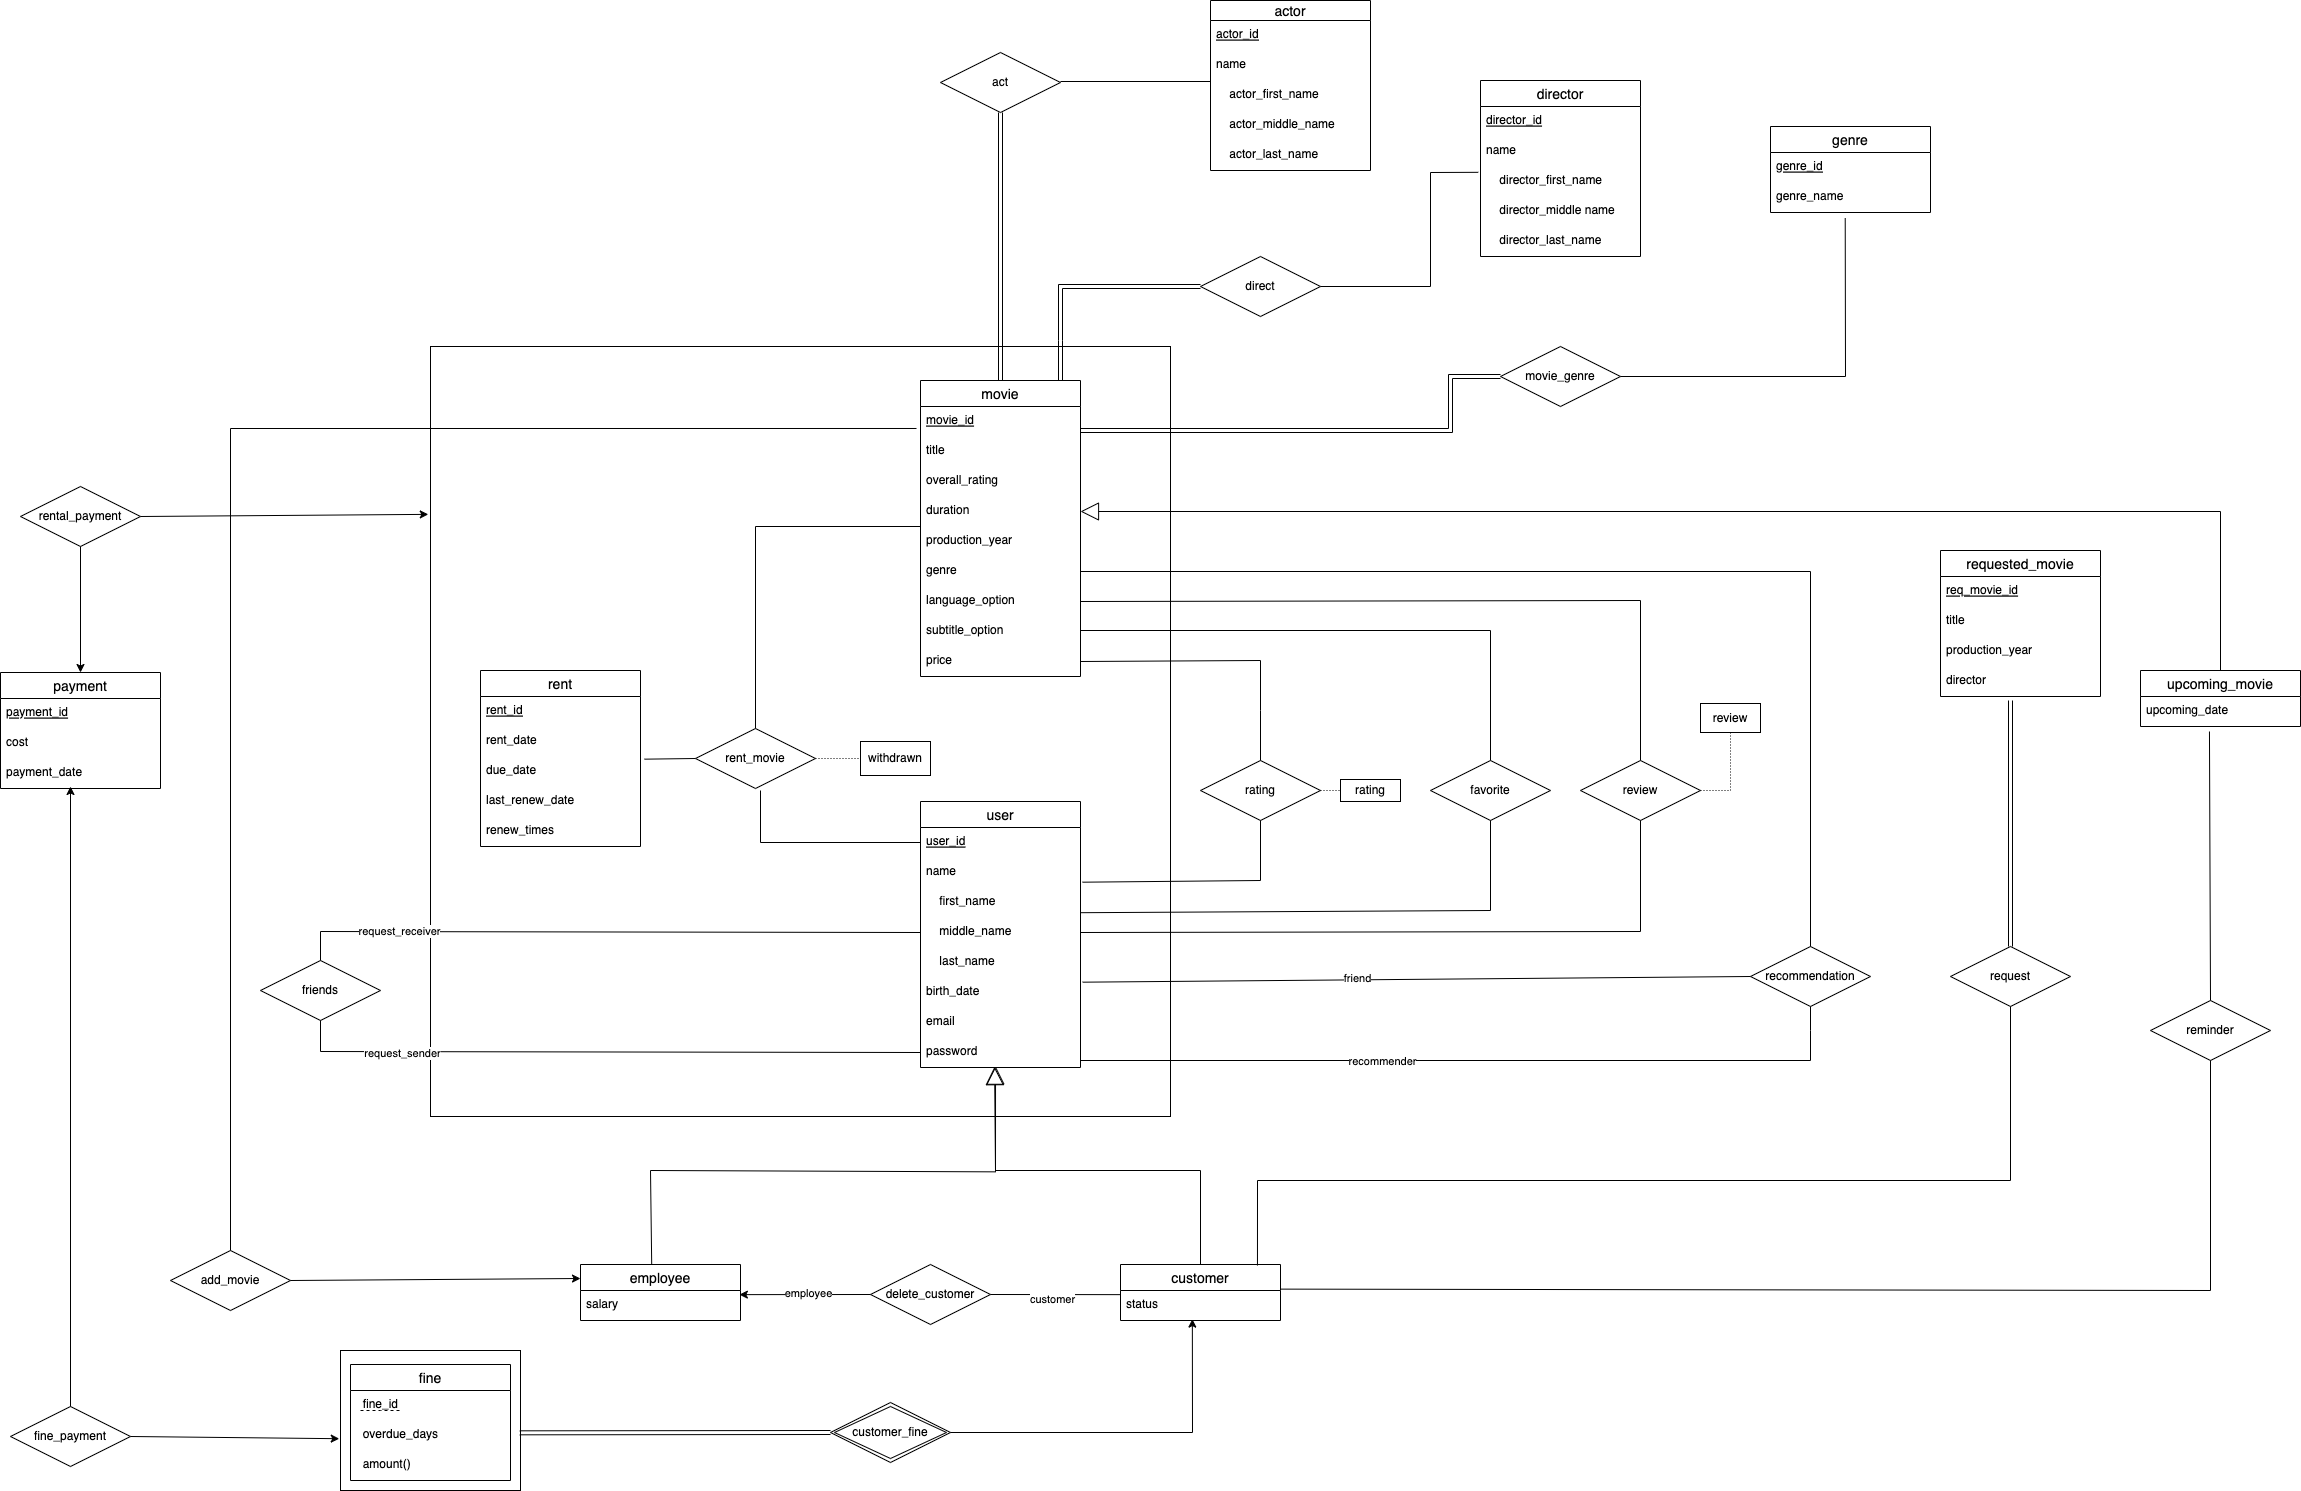 actor
actor_id
name
actor_first_name
actor_middle_name
actor_last_name
act
director
director_id
name
director_first_name
director_middle name
director_last_name
genre
genre_id
genre_name
direct
movie_genre
movie
movie_id
title
overall_rating
duration
production_year
genre
language_option
subtitle_option
price
rental_payment
requested_movie
req_movie_id
title
production_year
director
payment
payment_id
cost
payment_date
rent
rent_id
rent_date
due_date
last_renew_date
renew_times
rent_movie
withdrawn
upcoming_movie
upcoming_date
review
rating
rating
favorite
review
user
user_id
name
first_name
middle_name
last_name
birth_date
email
password
request_receiver
friends
request_sender
friend
recommendation
recommender
request
reminder
add_movie
employee
salary
employee
delete_customer
customer
customer
status
fine
fine_id
overdue_days
amount()
fine_payment
customer_fine